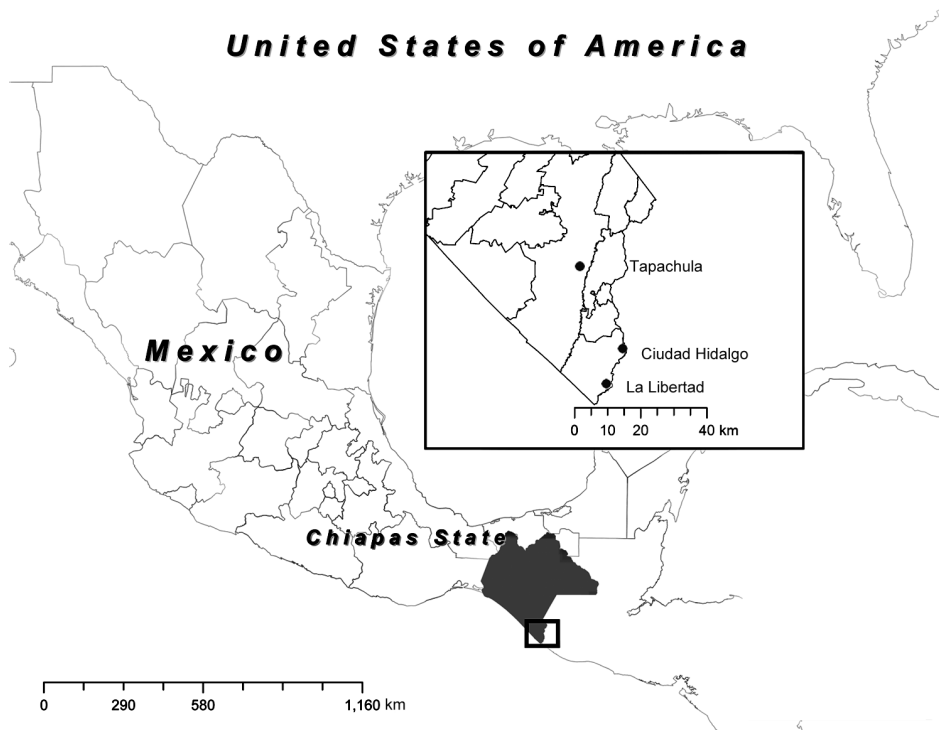 United States of America
Tapachula
Mexico
Ciudad Hidalgo
La Libertad
0 10 20 40 km
Chiapas State
0 290 580 1,160 km